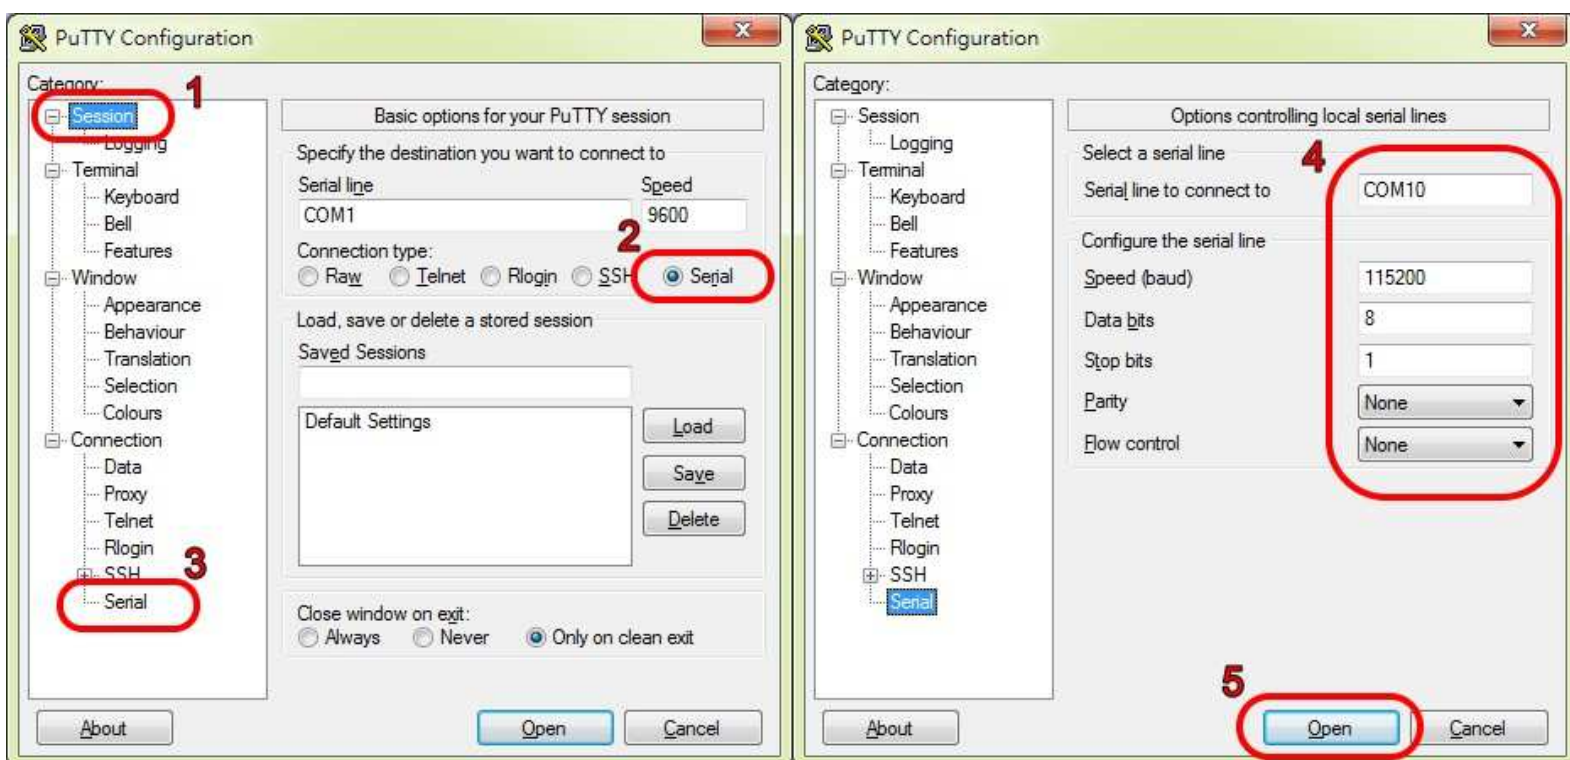 PuTTY Configuration
Category:
1
Session
Logging
Terminal
Keyboard
Bell
Features
Window
Appearance
Behaviour
Translation
Selection
Colours
Connection
Data
Proxy
Telnet
Rlogin
SSH
3
Serial
Basic options for your PuTTY session
Specify the destination you want to connect to
Serial line Speed
COM1 9600
2
Connection type:
Raw Telnet Rlogin SSH Serial
Load, save or delete a stored session
Saved Sessions
Default Settings
Load
Save
Delete
Close window on exit:
Always Never Only on clean exit
About Open Cancel
PuTTY Configuration
Category:
Session
Logging
Terminal
Keyboard
Bell
Features
Window
Appearance
Behaviour
Translation
Selection
Colours
Connection
Data
Proxy
Telnet
Rlogin
SSH
Serial
Options controlling local serial lines
Select a serial line
4
Serial line to connect to COM10
Configure the serial line
Speed (baud) 115200
Data bits 8
Stop bits 1
Parity None
Flow control None
5
About Open Cancel